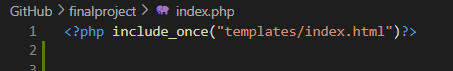 GitHub > finalproject > index.php
1 <?php include_once("templates/index.html")?>
2
3